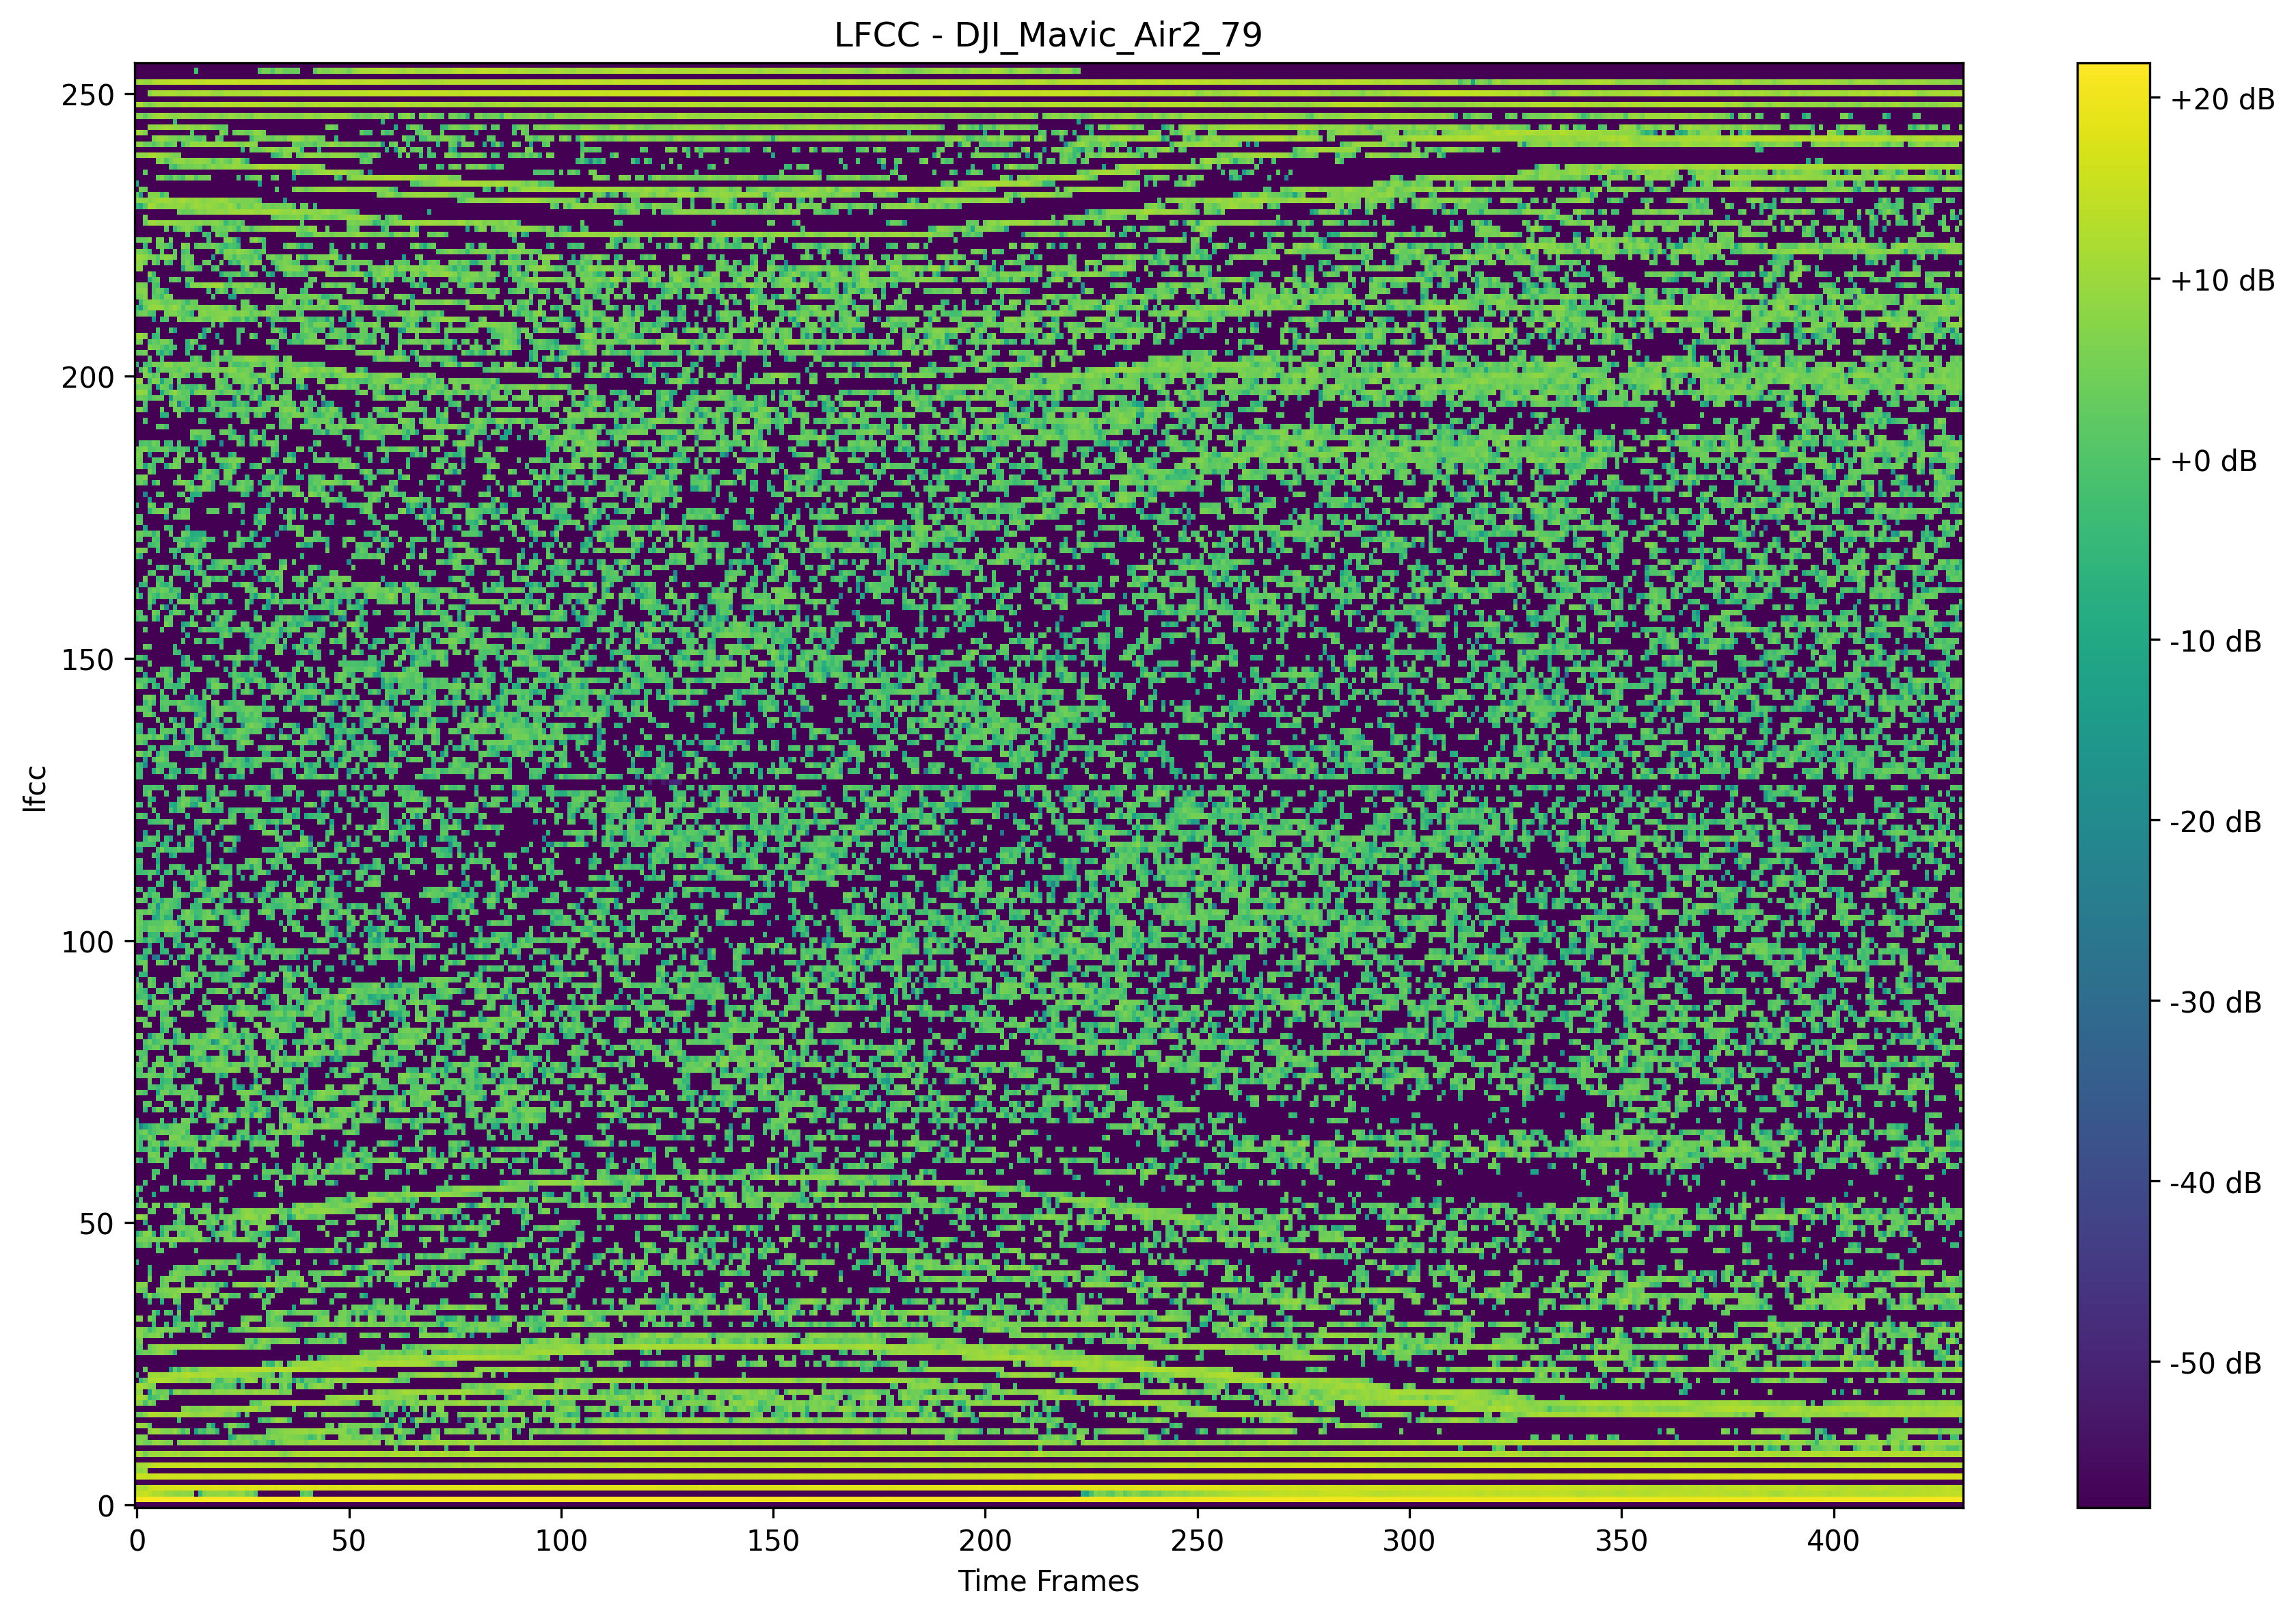 LFCC - DJI_Mavic_Air2_79
250
200
150
100
50
0
lfcc
0 50 100 150 200 250 300 350 400
Time Frames
+20 dB
+10 dB
+0 dB
-10 dB
-20 dB
-30 dB
-40 dB
-50 dB